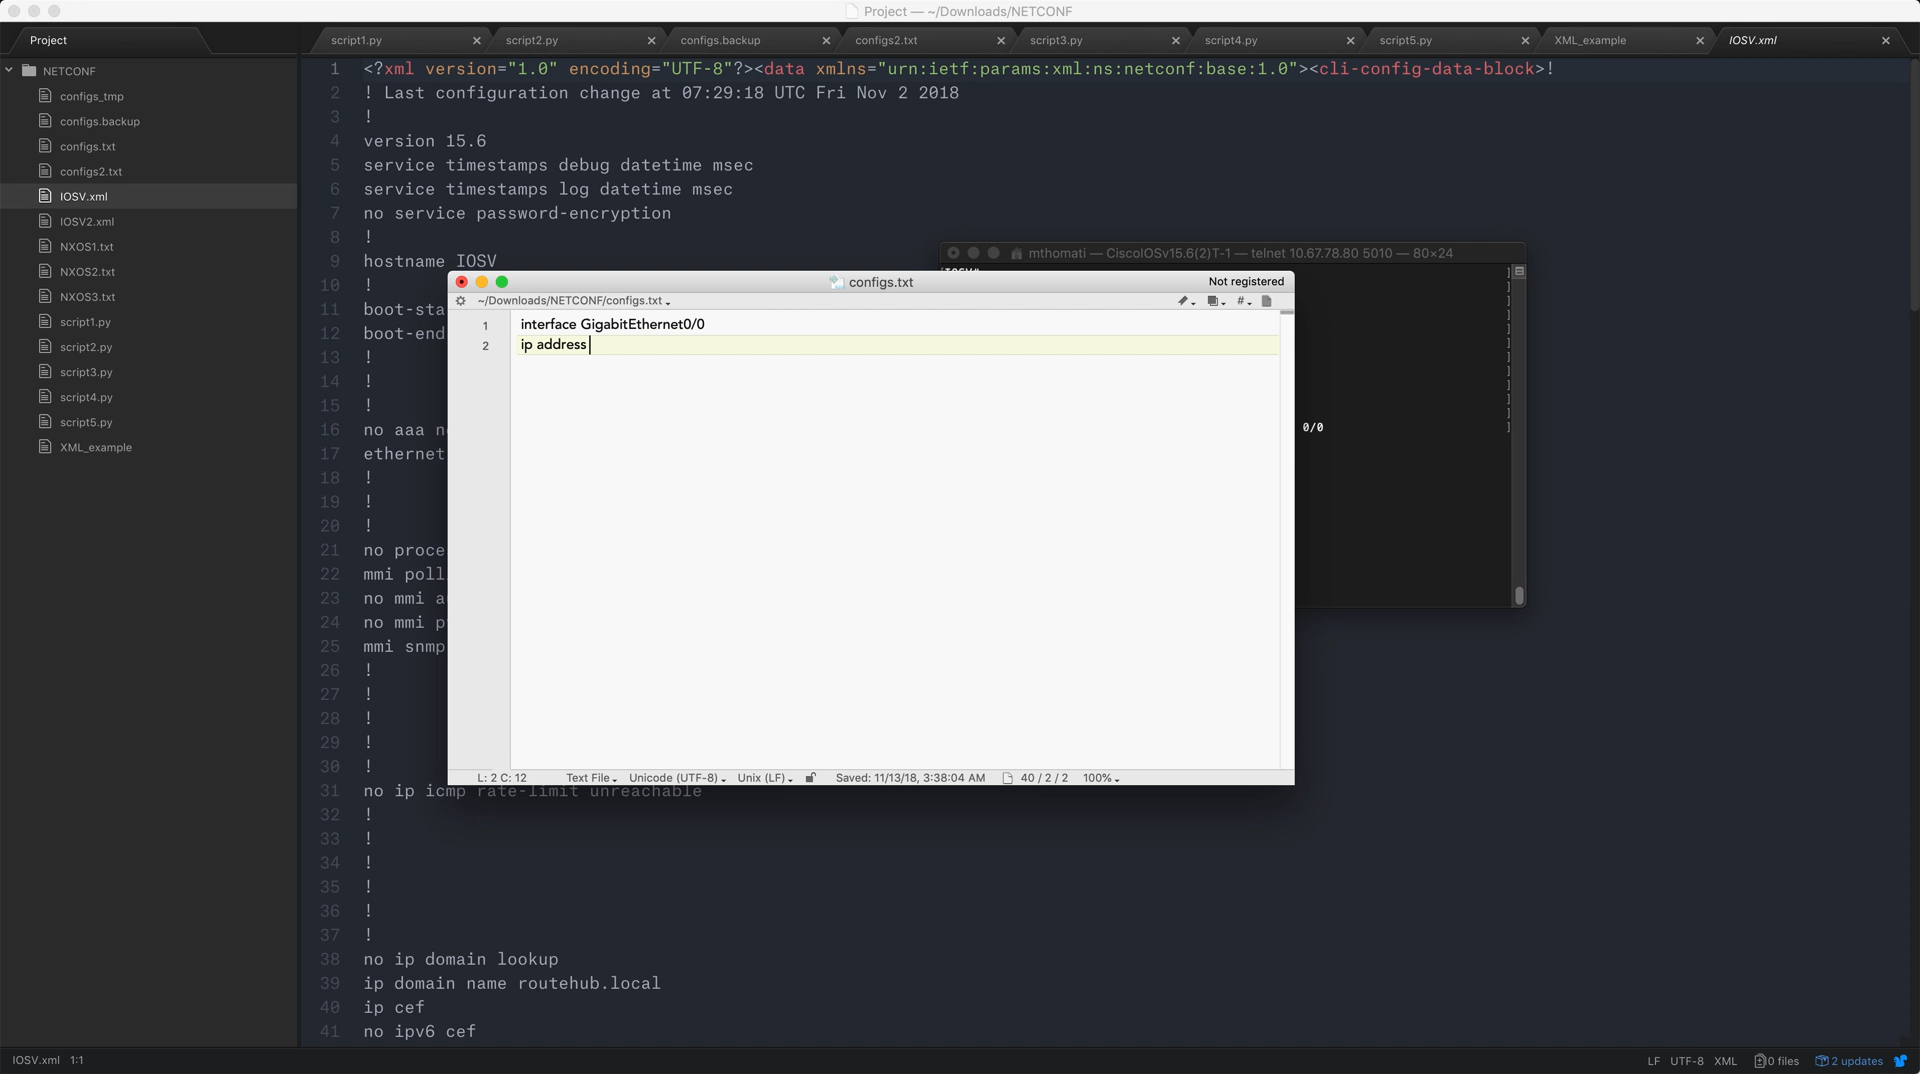 Project — ~/Downloads/NETCONF
Project
script1.py
script2.py
configs.backup
configs2.txt
script3.py
script4.py
script5.py
XML_example
IOSV.xml
NETCONF
configs_tmp
configs.backup
configs.txt
configs2.txt
IOSV.xml
IOSV2.xml
NXOS1.txt
NXOS2.txt
NXOS3.txt
script1.py
script2.py
script3.py
script4.py
script5.py
XML_example
1 <?xml version="1.0" encoding="UTF-8"?><data xmlns="urn:ietf:params:xml:ns:netconf:base:1.0"><cli-config-data-block>!
2 ! Last configuration change at 07:29:18 UTC Fri Nov 2 2018
3 !
4 version 15.6
5 service timestamps debug datetime msec
6 service timestamps log datetime msec
7 no service password-encryption
8 !
9 hostname IOSV
10 !
11 boot-sta
12 boot-end
13 !
14 !
15 !
16 no aaa n
17 ethernet
18 !
19 !
20 !
21 no proce
22 mmi poll
23 no mmi a
24 no mmi p
25 mmi snmp
26 !
27 !
28 !
29 !
30 !
31 no ip icmp rate-limit unreachable
32 !
33 !
34 !
35 !
36 !
37 !
38 no ip domain lookup
39 ip domain name routehub.local
40 ip cef
41 no ipv6 cef
mthomati — CiscoIOSv15.6(2)T-1 — telnet 10.67.78.80 5010 — 80×24
0/0
configs.txt
Not registered
~/Downloads/NETCONF/configs.txt
#
1 interface GigabitEthernet0/0
2 ip address
L: 2 C: 12 Text File Unicode (UTF-8) Unix (LF) Saved: 11/13/18, 3:38:04 AM 40 / 2 / 2 100%
IOSV.xml 1:1
LF UTF-8 XML 0 files 2 updates